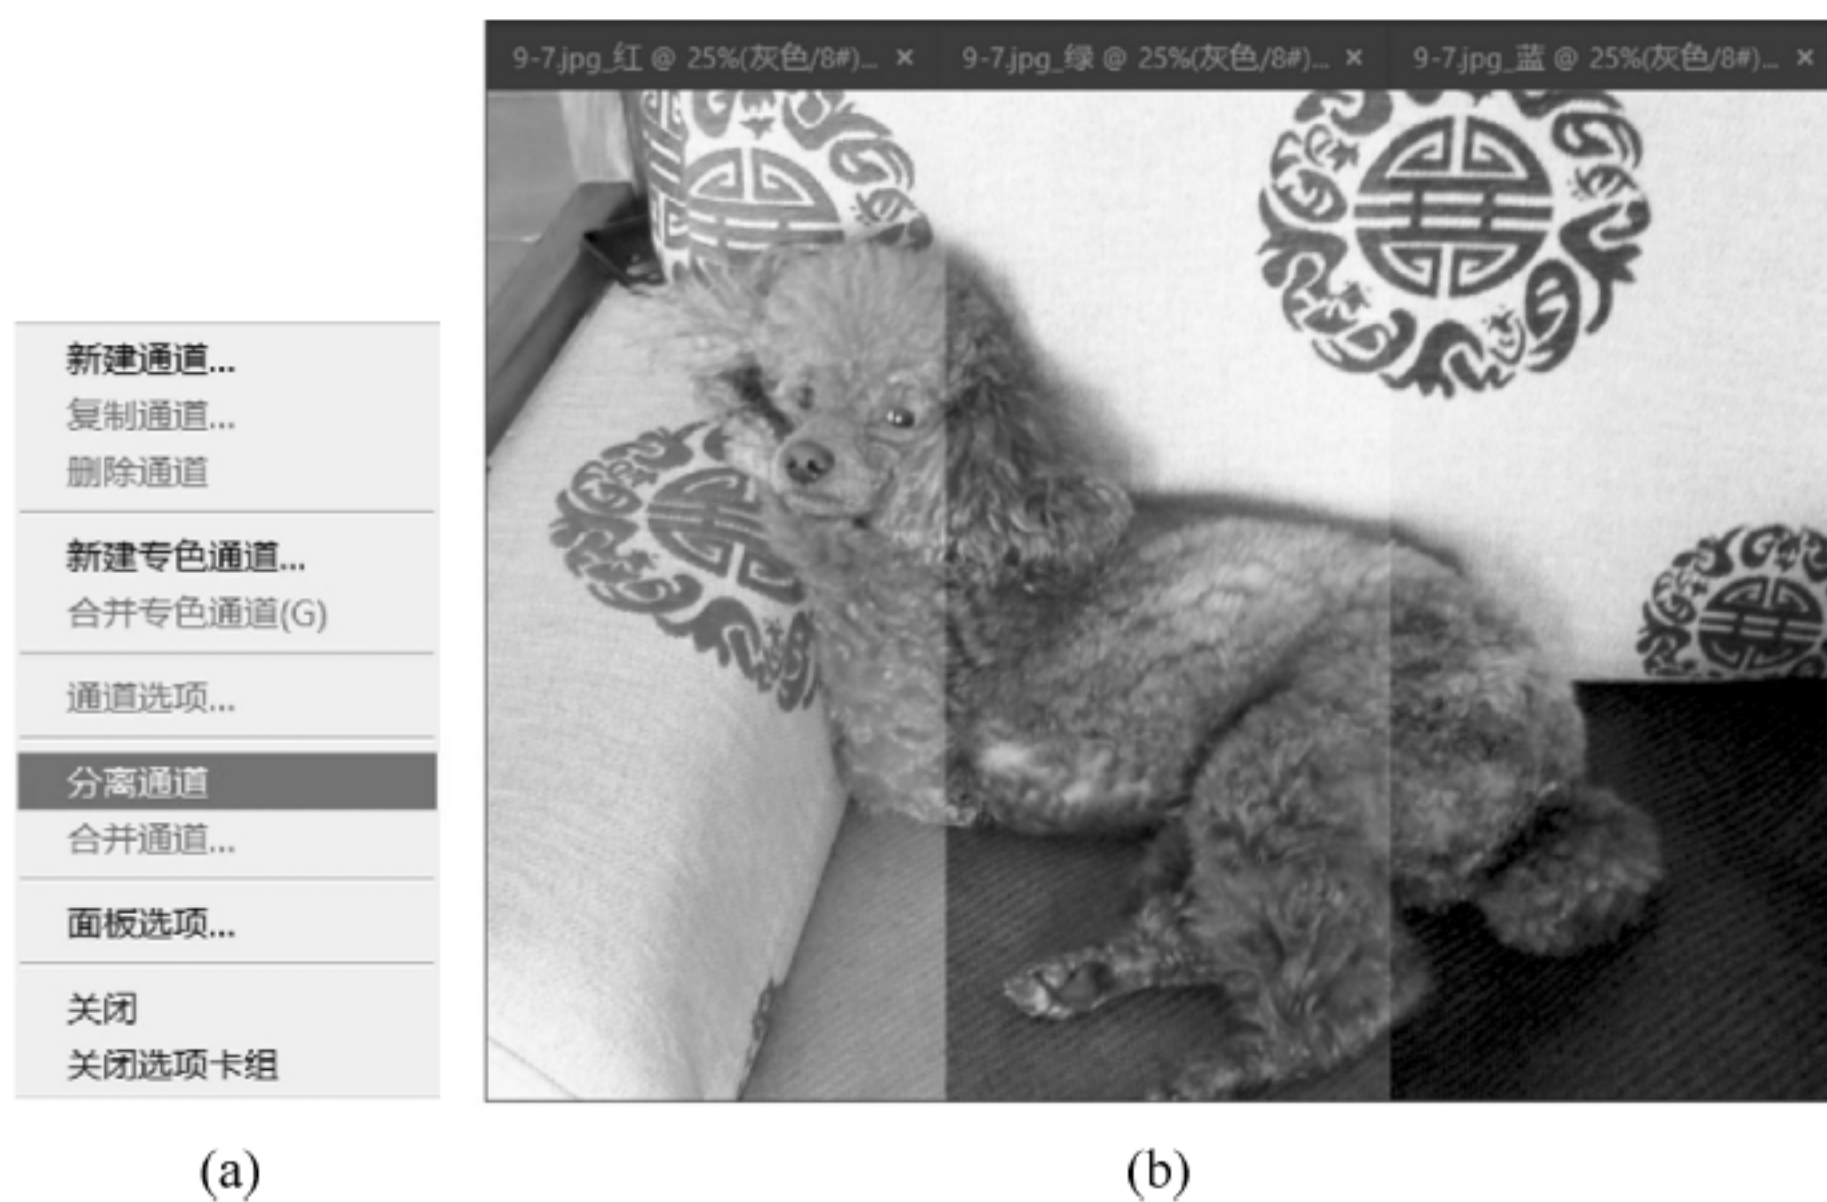 新建通道...
复制通道...
删除通道
新建专色通道...
合并专色通道(G)
通道选项...
分离通道
合并通道...
面板选项...
关闭
关闭选项卡组
(a)
9-7.jpg_红 @ 25%(灰色/8#)... × 9-7.jpg_绿 @ 25%(灰色/8#)... × 9-7.jpg_蓝 @ 25%(灰色/8#)... ×
(b)